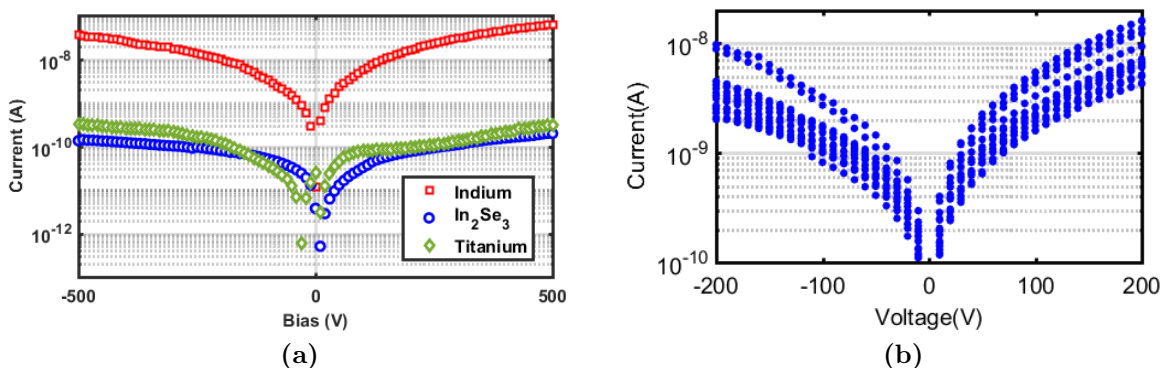 Current (A)
10^-8
10^-10
10^-12
-500
0
500
Bias (V)
Indium
In_2Se_3
Titanium
(a)
Current(A)
10^-8
10^-9
10^-10
-200
-100
0
100
200
Voltage(V)
(b)